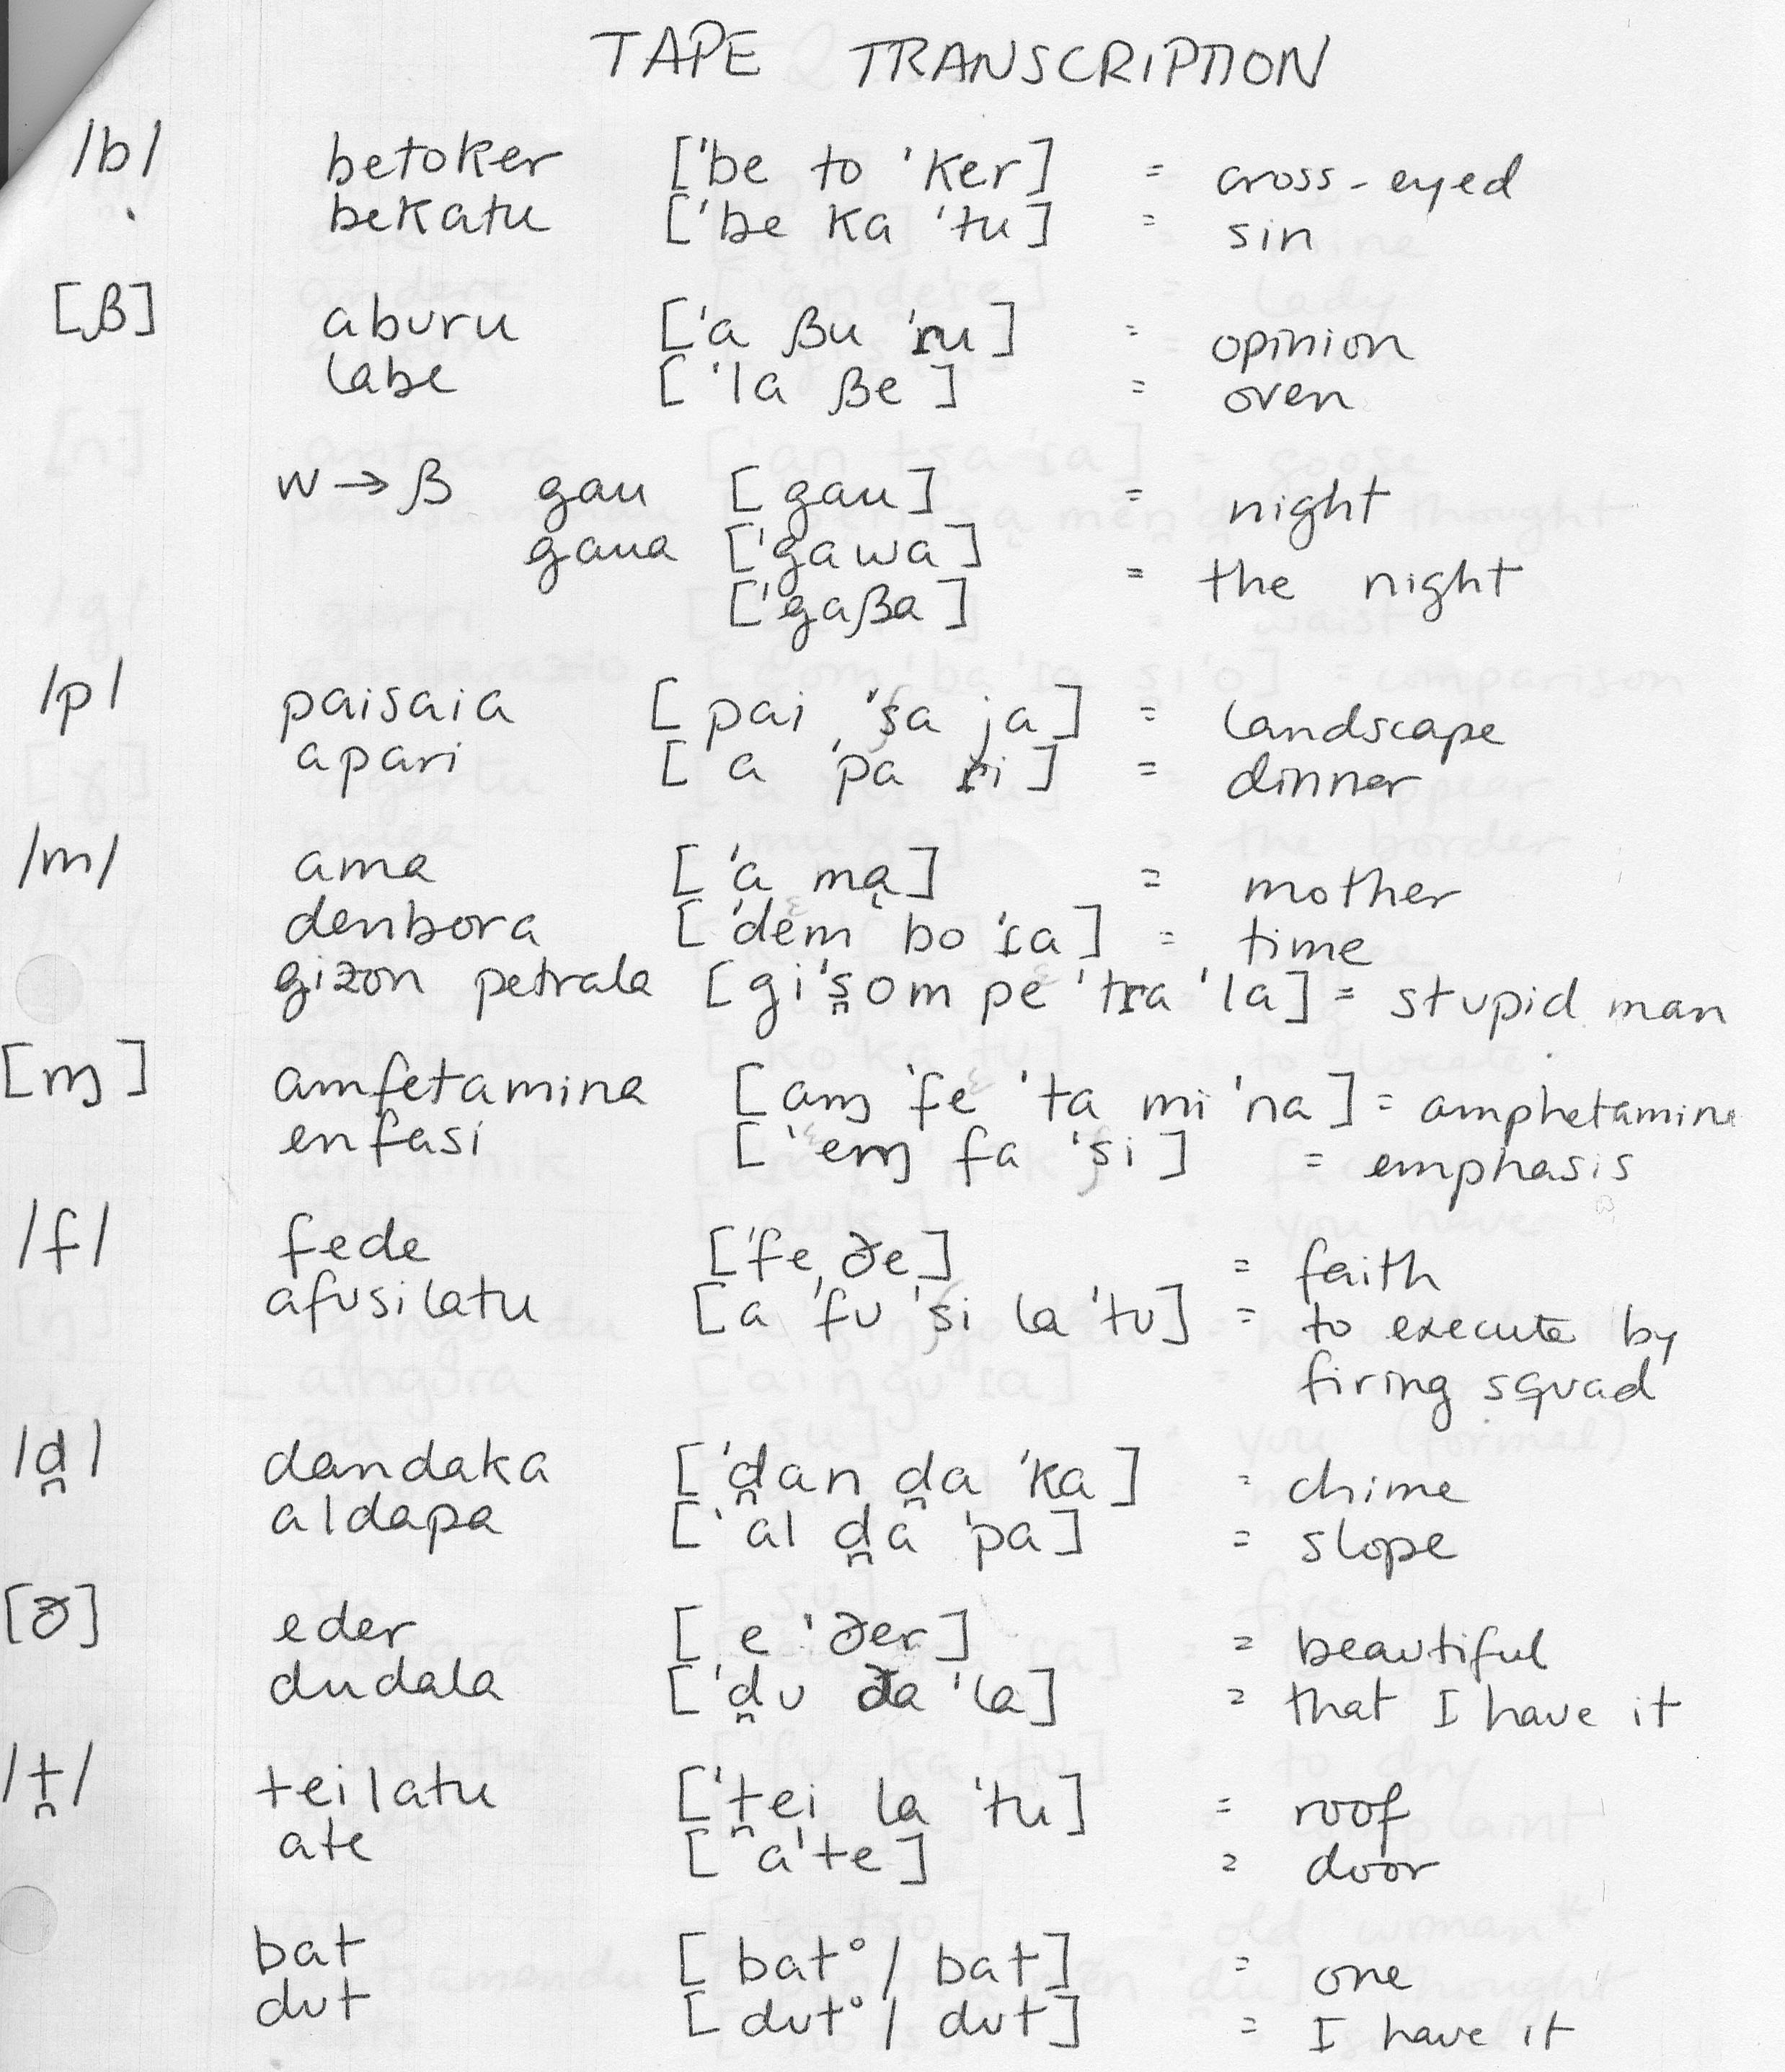 TAPE TRANSCRIPTION
/b/ betoker ['be to 'ker] = cross-eyed
bekatu ['be ka 'tu] = sin
[β] aburu ['a βu 'ɾu] = opinion
labe ['la βe] = oven
w → β gau [gau] = night
gaua ['gawa] = the night
['gaβa]
/p/ paisaia [pai 'ʂa ja] = landscape
apari [a 'pa ɾi] = dinner
/m/ ama ['a ma] = mother
denbora ['dem bo 'ɾa] = time
gizon petrala [gi's̺om pe 'tɾa 'la] = stupid man
[ɱ] amfetamina [aɱ 'fe 'ta mi 'na] = amphetamine
enfasi ['eɱ fa 'ʂi] = emphasis
/f/ fede ['fe ðe] = faith
afusilatu [a 'fu 'ʂi la 'tu] = to execute by
firing squad
/d̪/ dandaka ['d̪an d̪a 'ka] = chime
aldapa ['al d̪a 'pa] = slope
[ð] eder [e 'ðer] = beautiful
dudala ['d̪u ða 'la] = that I have it
/t̪/ teilatu ['t̪ei la 'tu] = roof
ate [a'te] = door
bat [bat° / bat] = one
dut [dut° / dut] = I have it